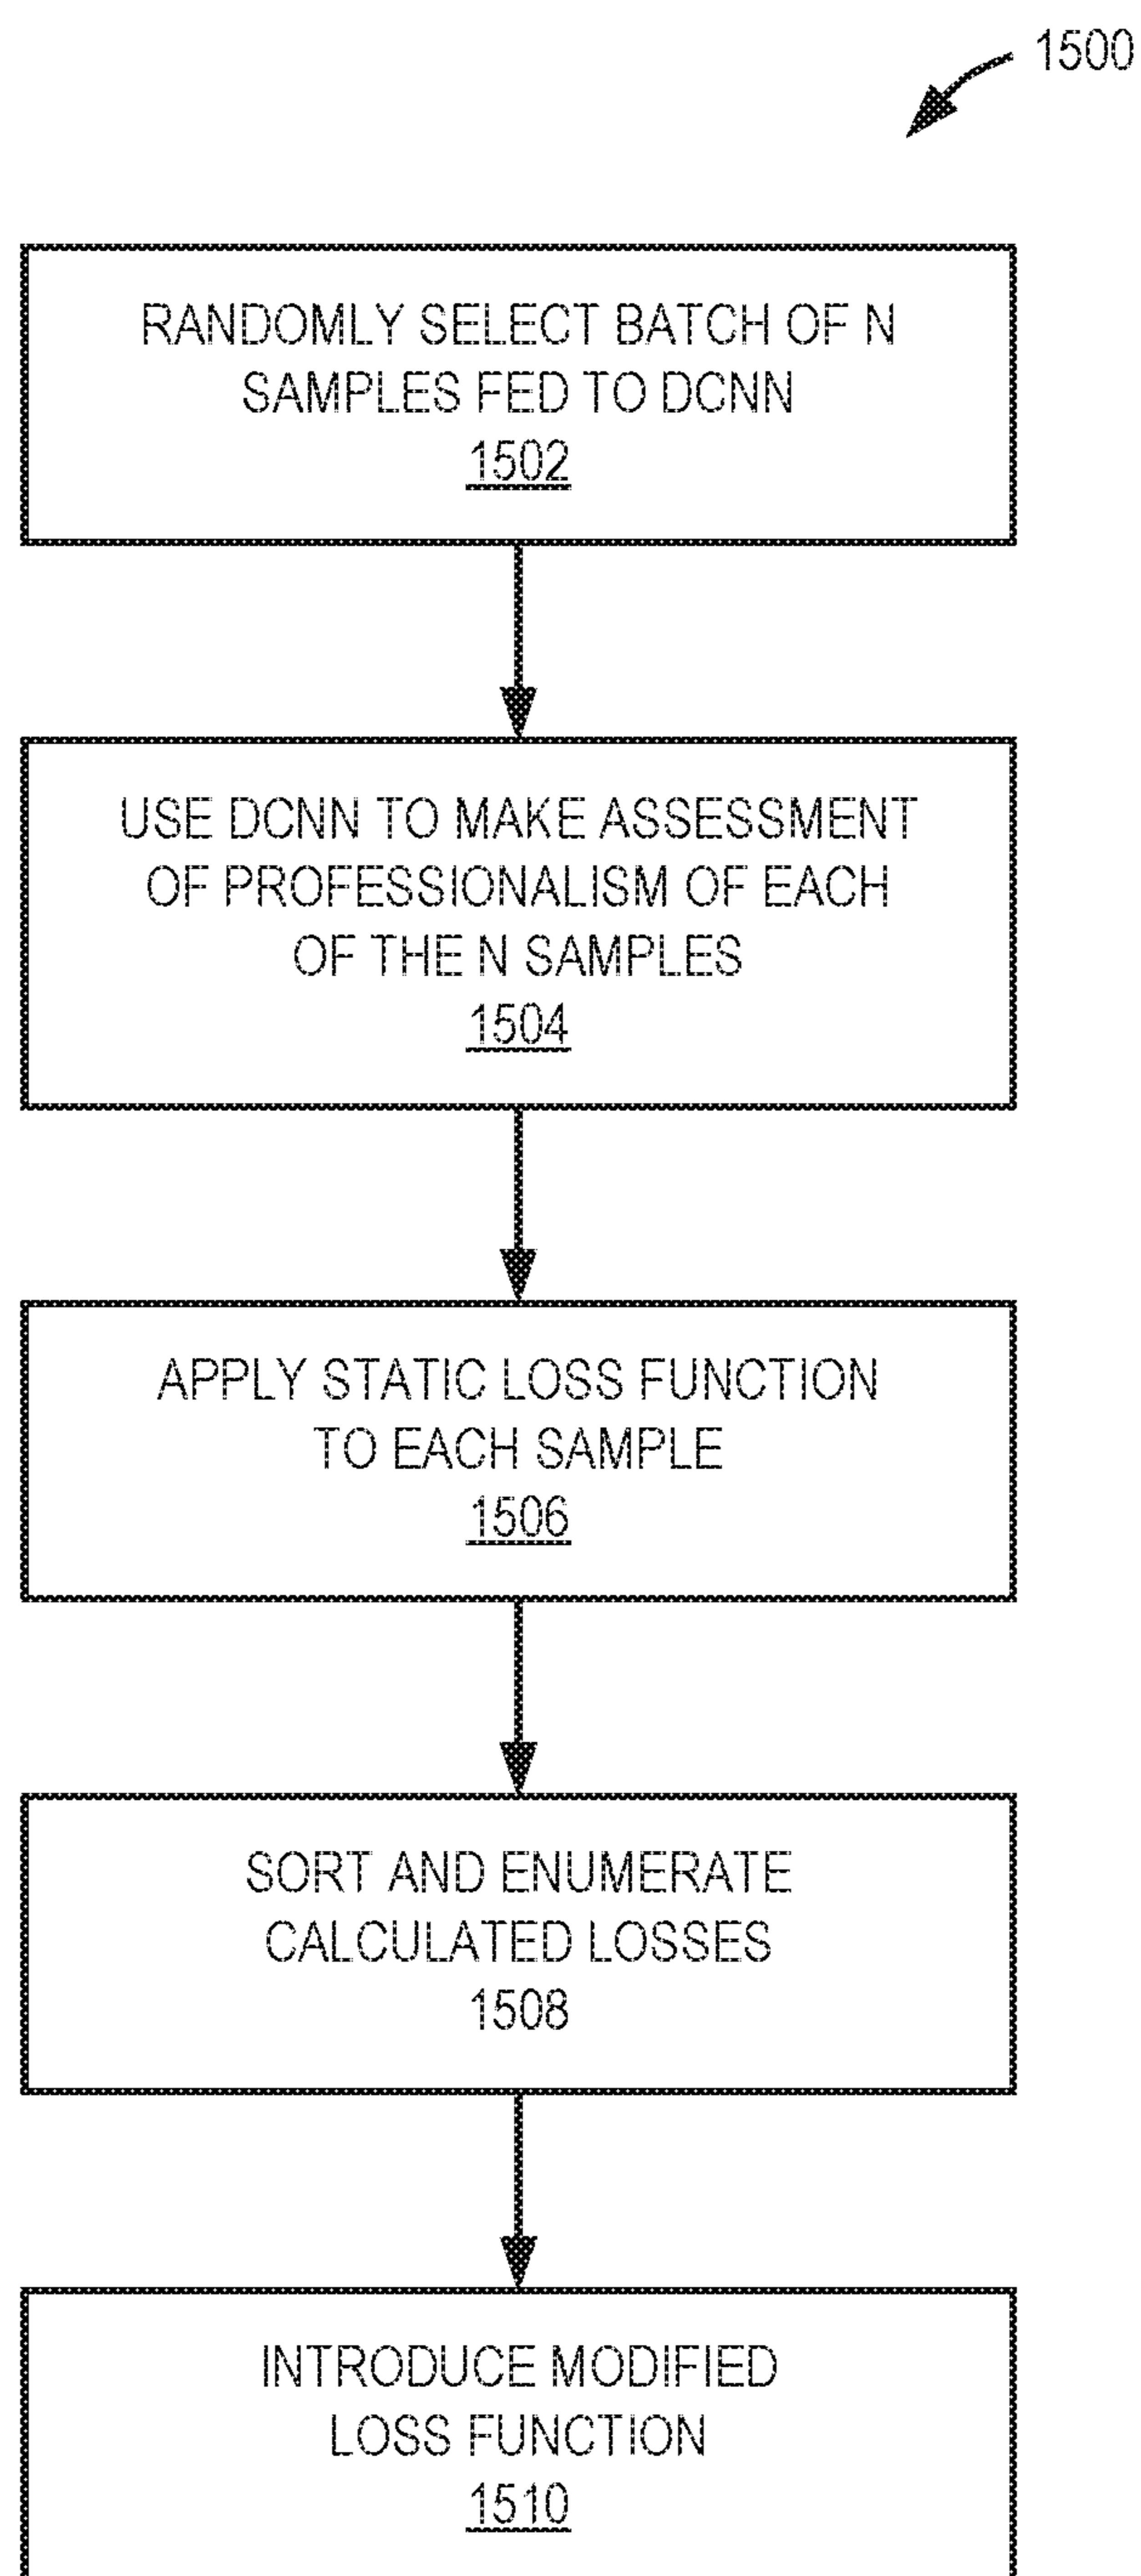 1500
RANDOMLY SELECT BATCH OF N
SAMPLES FED TO DCNN
1502
USE DCNN TO MAKE ASSESSMENT
OF PROFESSIONALISM OF EACH
OF THE N SAMPLES
1504
APPLY STATIC LOSS FUNCTION
TO EACH SAMPLE
1506
SORT AND ENUMERATE
CALCULATED LOSSES
1508
INTRODUCE MODIFIED
LOSS FUNCTION
1510